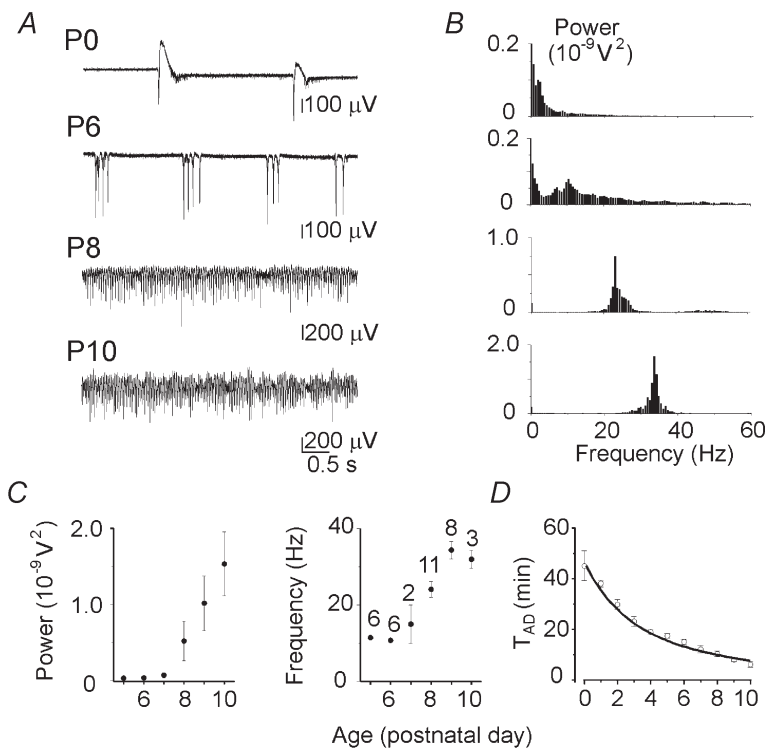 A
P0
100 µV
P6
100 µV
P8
200 µV
P10
200 µV
0.5 s
B
Power
(10-9V2)
0.2
0
0.2
0
1.0
0
2.0
0
0 20 40 60
Frequency (Hz)
C
Power (10-9V2)
2.0
1.0
0
6 8 10
Frequency (Hz)
40
20
0
6 6 2 11 8 3
6 8 10
Age (postnatal day)
D
TAD (min)
60
40
20
0
0 2 4 6 8 10